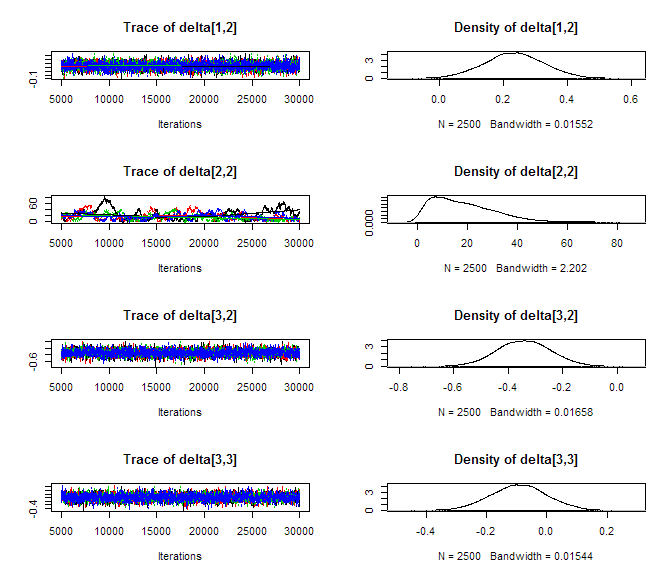 Trace of delta[1,2]
-0.1
5000 10000 15000 20000 25000 30000
Iterations
Density of delta[1,2]
0 3
0.0 0.2 0.4 0.6
N = 2500 Bandwidth = 0.01552
Trace of delta[2,2]
0 60
5000 10000 15000 20000 25000 30000
Iterations
Density of delta[2,2]
0.000
0 20 40 60 80
N = 2500 Bandwidth = 2.202
Trace of delta[3,2]
-0.6
5000 10000 15000 20000 25000 30000
Iterations
Density of delta[3,2]
0 3
-0.8 -0.6 -0.4 -0.2 0.0
N = 2500 Bandwidth = 0.01658
Trace of delta[3,3]
-0.4
5000 10000 15000 20000 25000 30000
Iterations
Density of delta[3,3]
0 3
-0.4 -0.2 0.0 0.2
N = 2500 Bandwidth = 0.01544